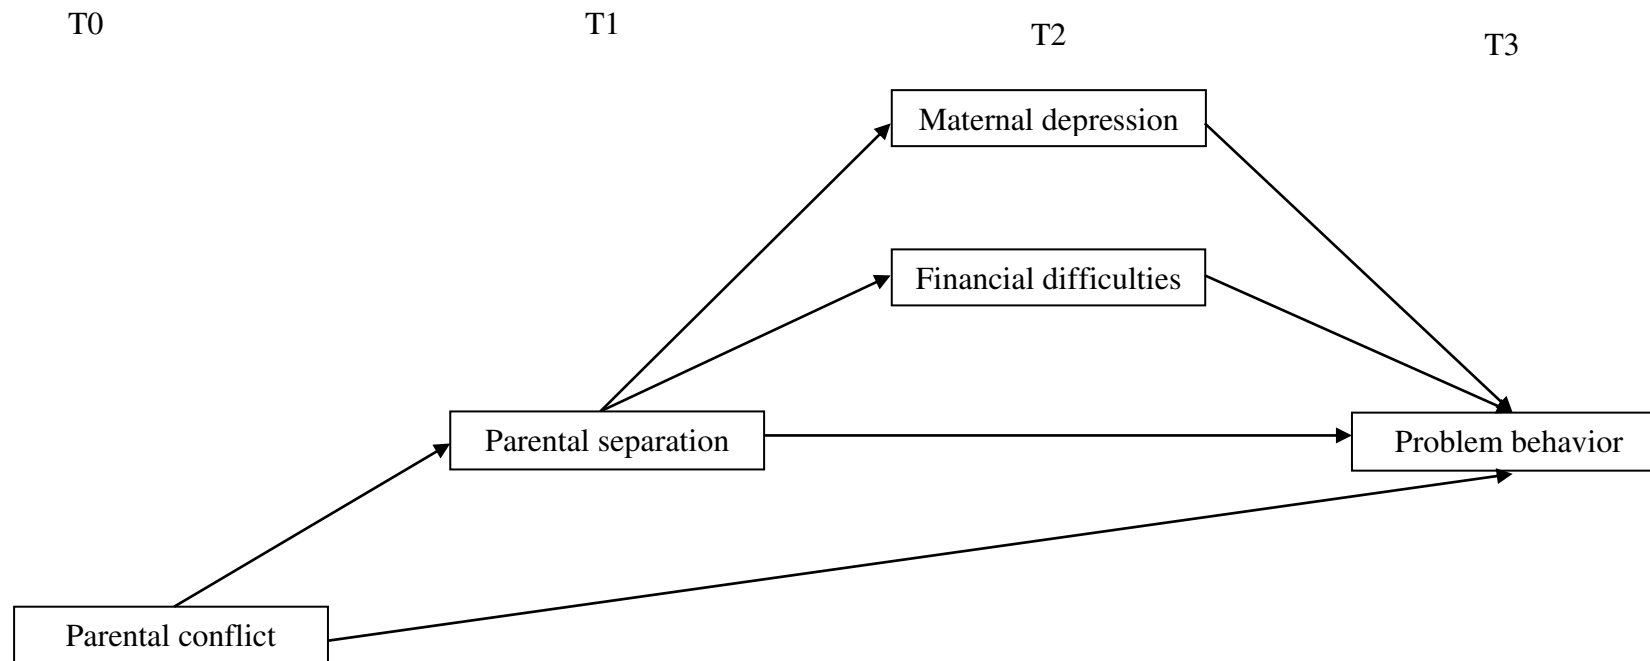 T0
T1
T2
T3
Maternal depression
Financial difficulties
Parental separation
Problem behavior
Parental conflict